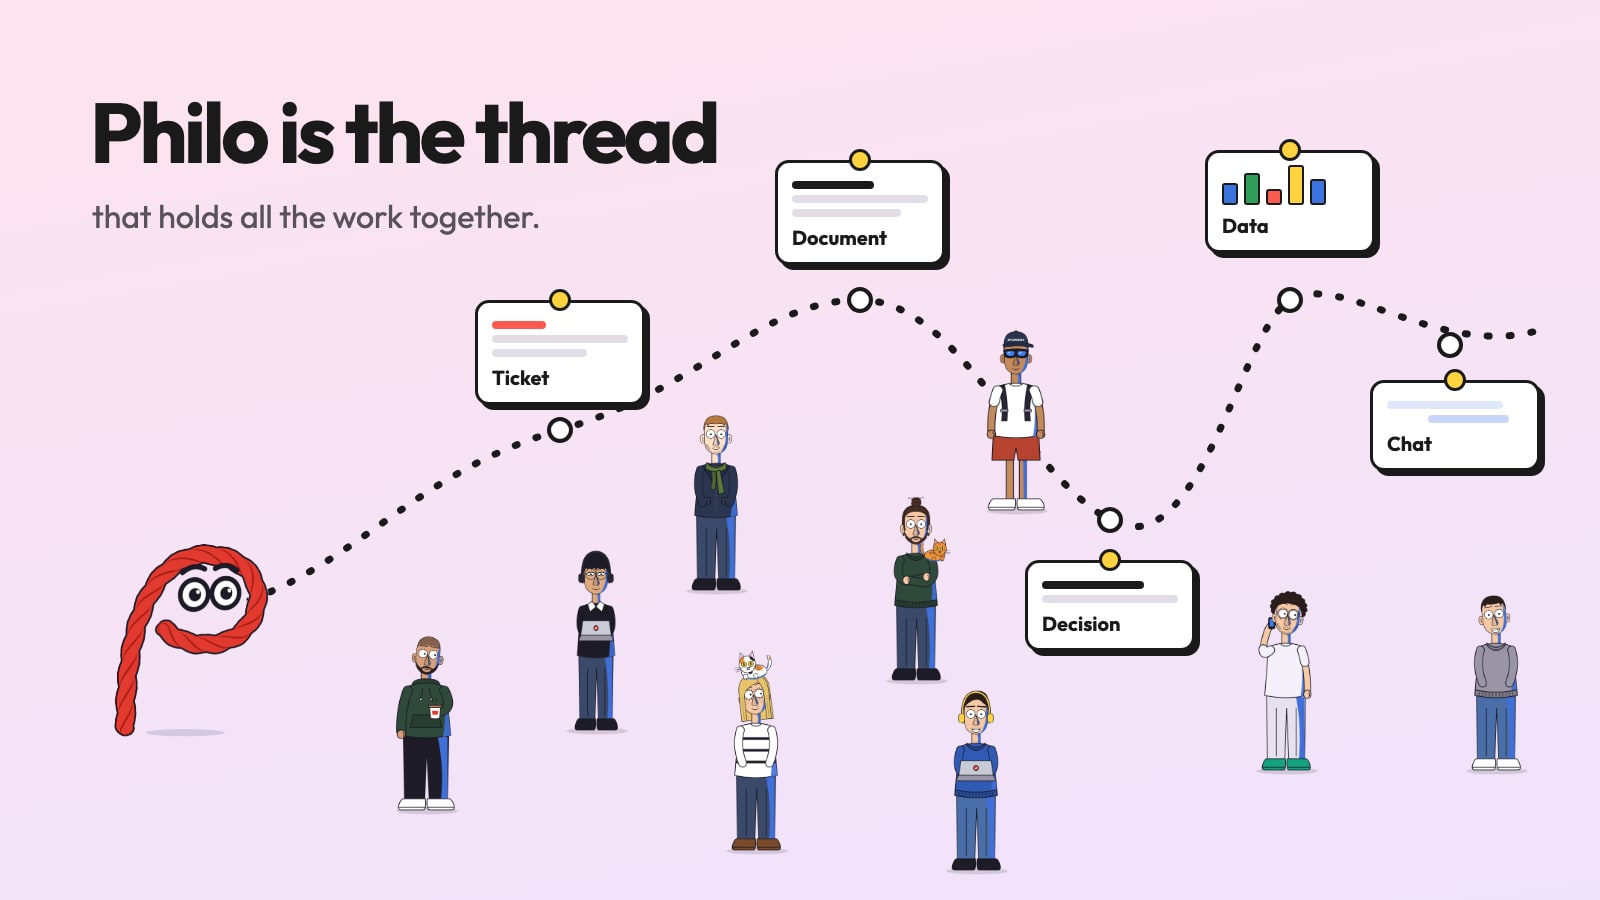 Philo is the thread
that holds all the work together.
Document
Data
Ticket
Chat
Decision